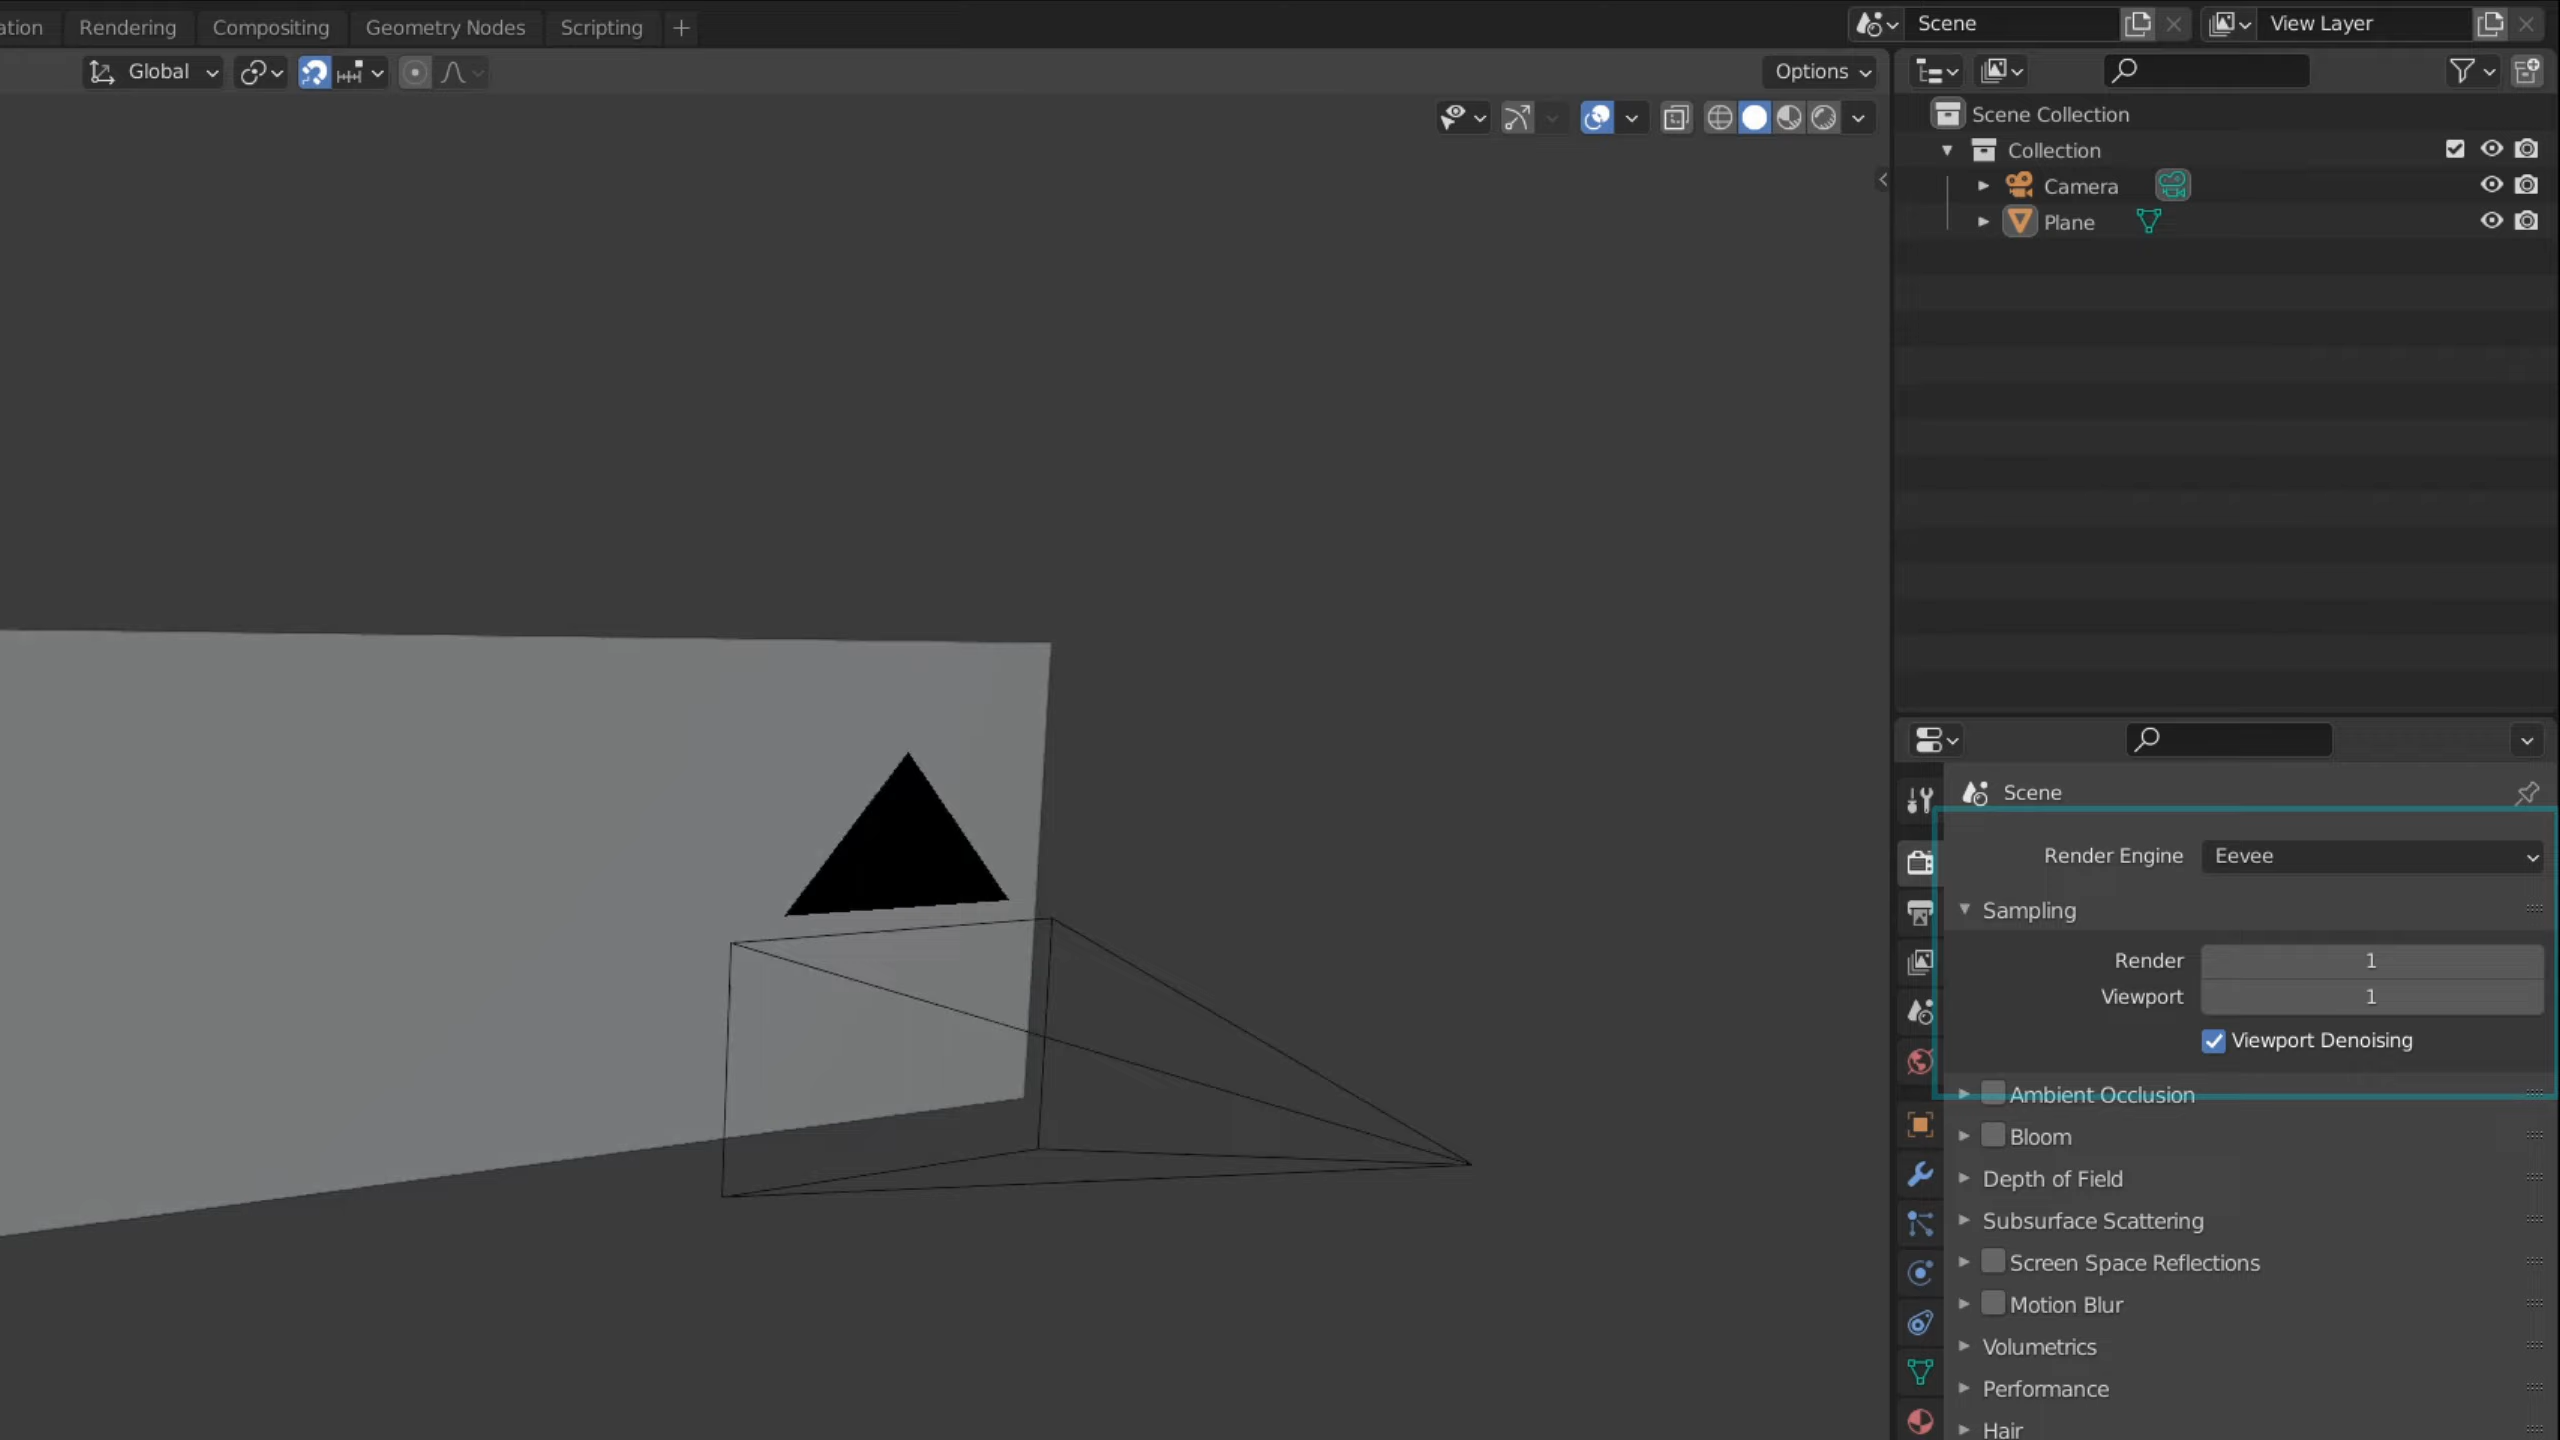 ation Rendering Compositing Geometry Nodes Scripting +
Scene View Layer
Global Options
Scene Collection
Collection
Camera
Plane
Scene
Render Engine Eevee
Sampling
Render 1
Viewport 1
Viewport Denoising
Ambient Occlusion
Bloom
Depth of Field
Subsurface Scattering
Screen Space Reflections
Motion Blur
Volumetrics
Performance
Hair